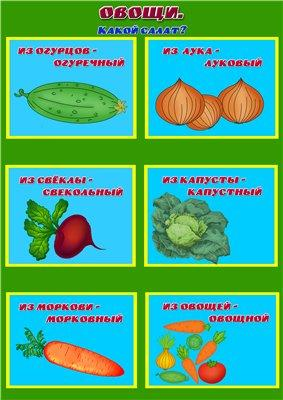 ОВОЩИ.
КАКОЙ САЛАТ?
ИЗ ОГУРЦОВ -
ОГУРЕЧНЫЙ
ИЗ ЛУКА -
ЛУКОВЫЙ
ИЗ СВЁКЛЫ -
СВЕКОЛЬНЫЙ
ИЗ КАПУСТЫ -
КАПУСТНЫЙ
ИЗ МОРКОВИ -
МОРКОВНЫЙ
ИЗ ОВОЩЕЙ -
ОВОЩНОЙ